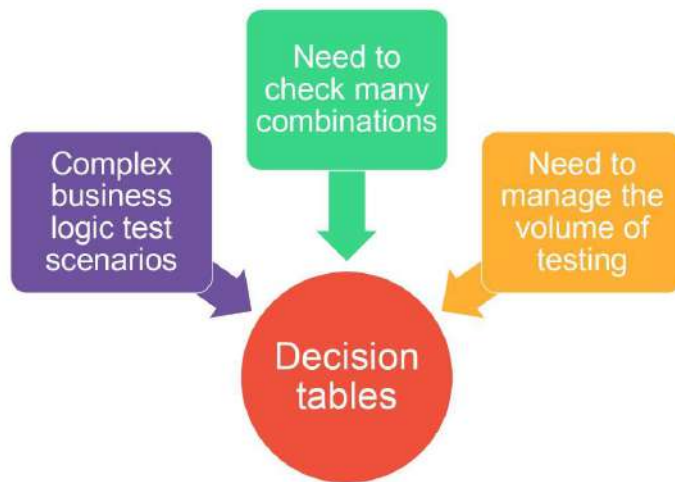 Need to
check many
combinations
Complex
business
logic test
scenarios
Need to
manage the
volume of
testing
Decision
tables